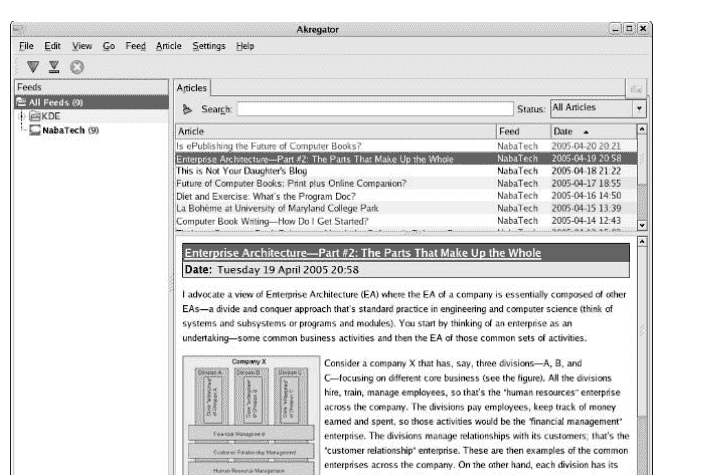 Akregator
File Edit View Go Feed Article Settings Help
Feeds
All Feeds (9)
KDE
NabaTech (9)
Articles
Search:
Status: All Articles
Article Feed Date
Is ePublishing the Future of Computer Books? NabaTech 2005-04-20 20:21
Enterprise Architecture—Part #2: The Parts That Make Up the Whole NabaTech 2005-04-19 20:58
This is Not Your Daughter's Blog NabaTech 2005-04-18 21:22
Future of Computer Books: Print plus Online Companion? NabaTech 2005-04-17 18:55
Diet and Exercise: What's the Program Doc? NabaTech 2005-04-16 14:50
La Bohème at University of Maryland College Park NabaTech 2005-04-15 13:39
Computer Book Writing—How Do I Get Started? NabaTech 2005-04-14 12:43
Enterprise Architecture—Part #2: The Parts That Make Up the Whole
Date: Tuesday 19 April 2005 20:58
I advocate a view of Enterprise Architecture (EA) where the EA of a company is essentially composed of other
EAs—a divide and conquer approach that's standard practice in engineering and computer science (think of
systems and subsystems or programs and modules). You start by thinking of an enterprise as an
undertaking—some common business activities and then the EA of those common sets of activities.
Company X
Division A Division B Division C
Financial Management
Customer Relationship Management
Human Resource Management
Consider a company X that has, say, three divisions—A, B, and
C—focusing on different core business (see the figure). All the divisions
hire, train, manage employees, so that's the "human resources" enterprise
across the company. The divisions pay employees, keep track of money
earned and spent, so those activities would be the "financial management"
enterprise. The divisions manage relationships with its customers; that's the
"customer relationship" enterprise. These are then examples of the common
enterprises across the company. On the other hand, each division has its